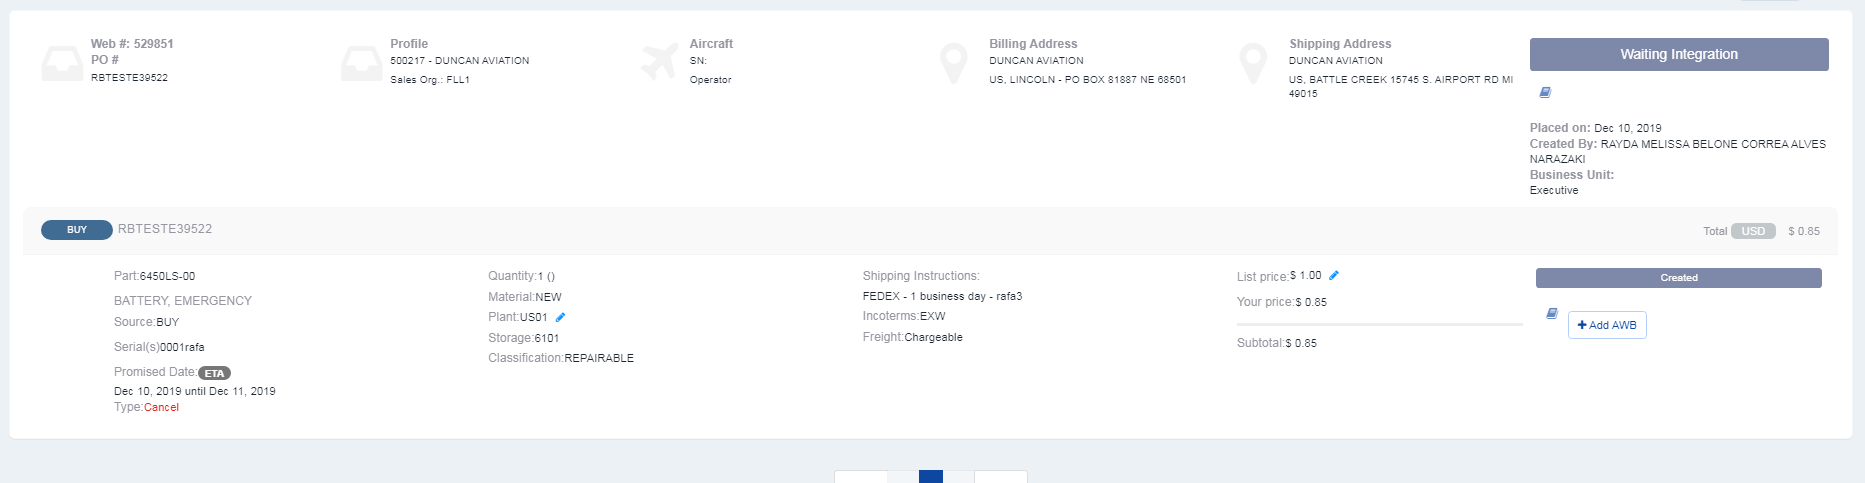 Web #: 529851
PO #
RBTESTE39522
Profile
500217 - DUNCAN AVIATION
Sales Org.: FLL1
Aircraft
SN:
Operator
Billing Address
DUNCAN AVIATION
US, LINCOLN - PO BOX 81887 NE 68501
Shipping Address
DUNCAN AVIATION
US, BATTLE CREEK 15745 S. AIRPORT RD MI
49015
Waiting Integration
Placed on: Dec 10, 2019
Created By: RAYDA MELISSA BELONE CORREA ALVES
NARAZAKI
Business Unit:
Executive
BUY RBTESTE39522
Total USD $ 0.85
Part:6450LS-00
BATTERY, EMERGENCY
Source:BUY
Serial(s)0001rafa
Promised Date:ETA
Dec 10, 2019 until Dec 11, 2019
Type:Cancel
Quantity:1 ()
Material:NEW
Plant:US01
Storage:6101
Classification:REPAIRABLE
Shipping Instructions:
FEDEX - 1 business day - rafa3
Incoterms:EXW
Freight:Chargeable
List price:$ 1.00
Your price:$ 0.85
Subtotal:$ 0.85
Created
+ Add AWB